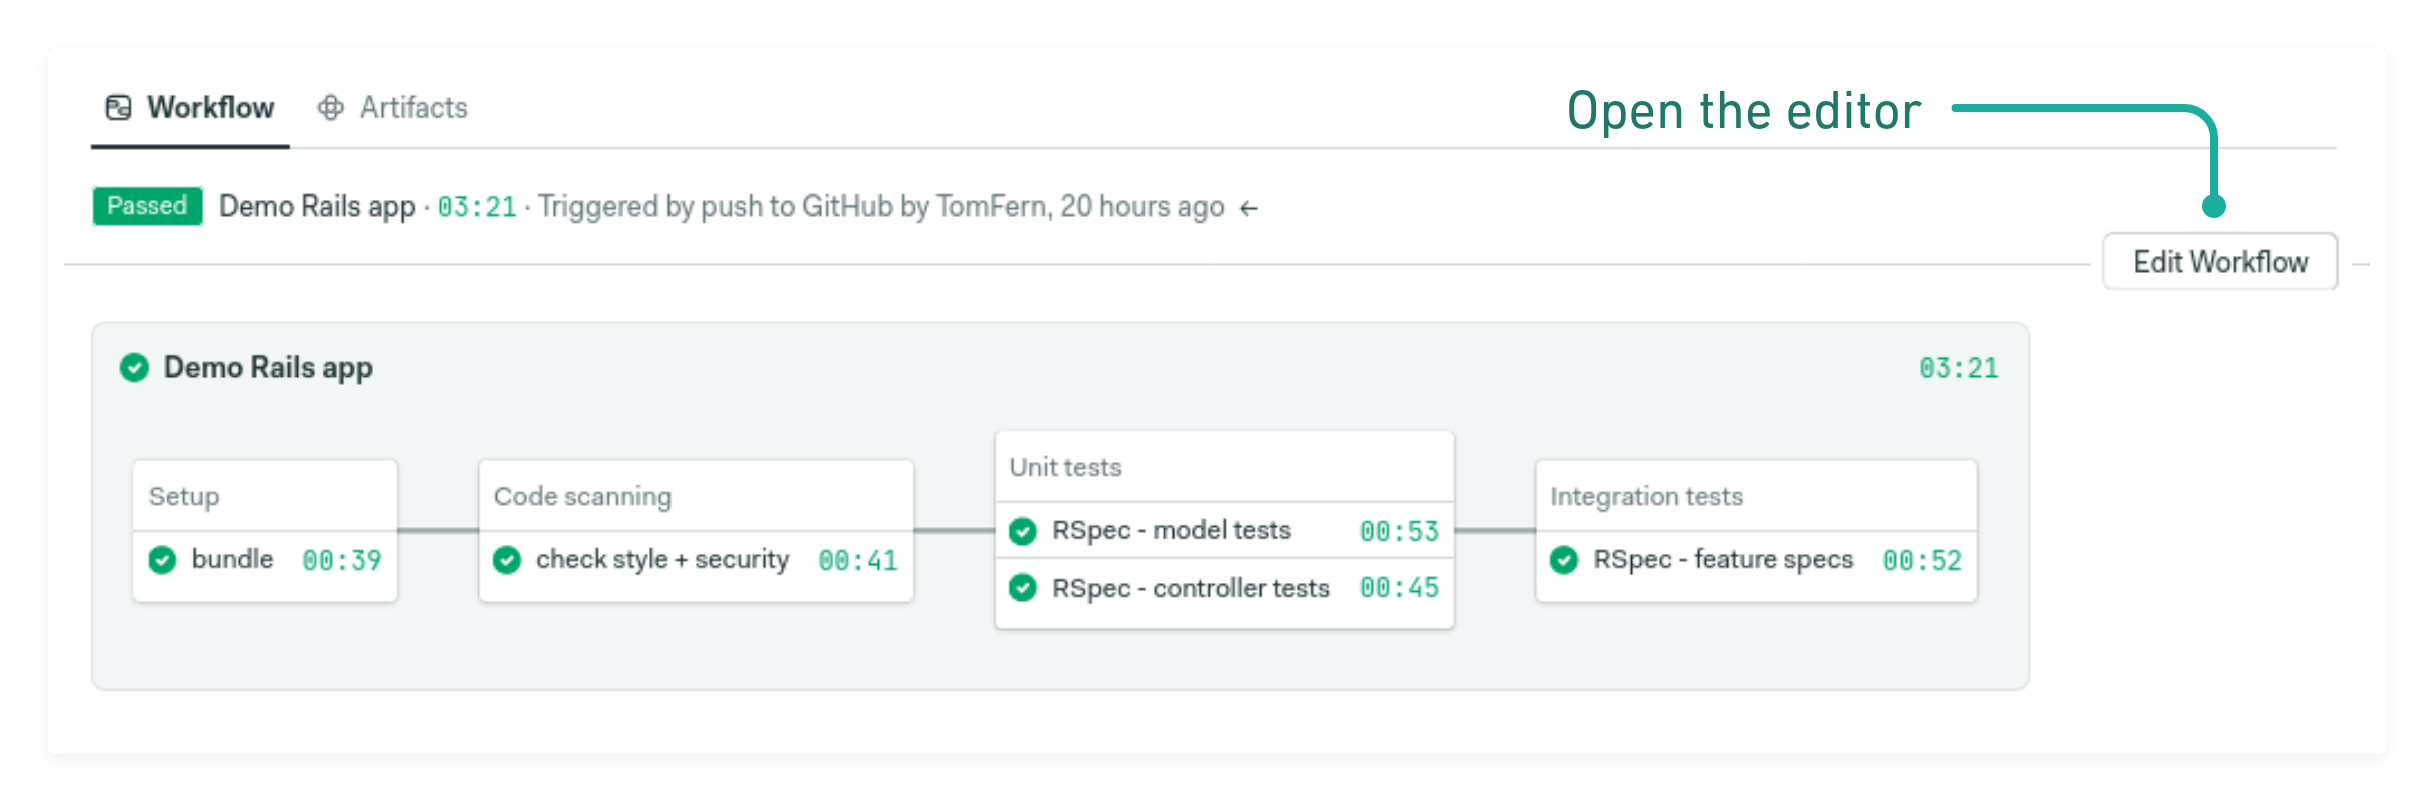 Workflow Artifacts
Open the editor
Passed Demo Rails app · 03:21 · Triggered by push to GitHub by TomFern, 20 hours ago ←
Edit Workflow
Demo Rails app 03:21
Setup
bundle 00:39
Code scanning
check style + security 00:41
Unit tests
RSpec - model tests 00:53
RSpec - controller tests 00:45
Integration tests
RSpec - feature specs 00:52